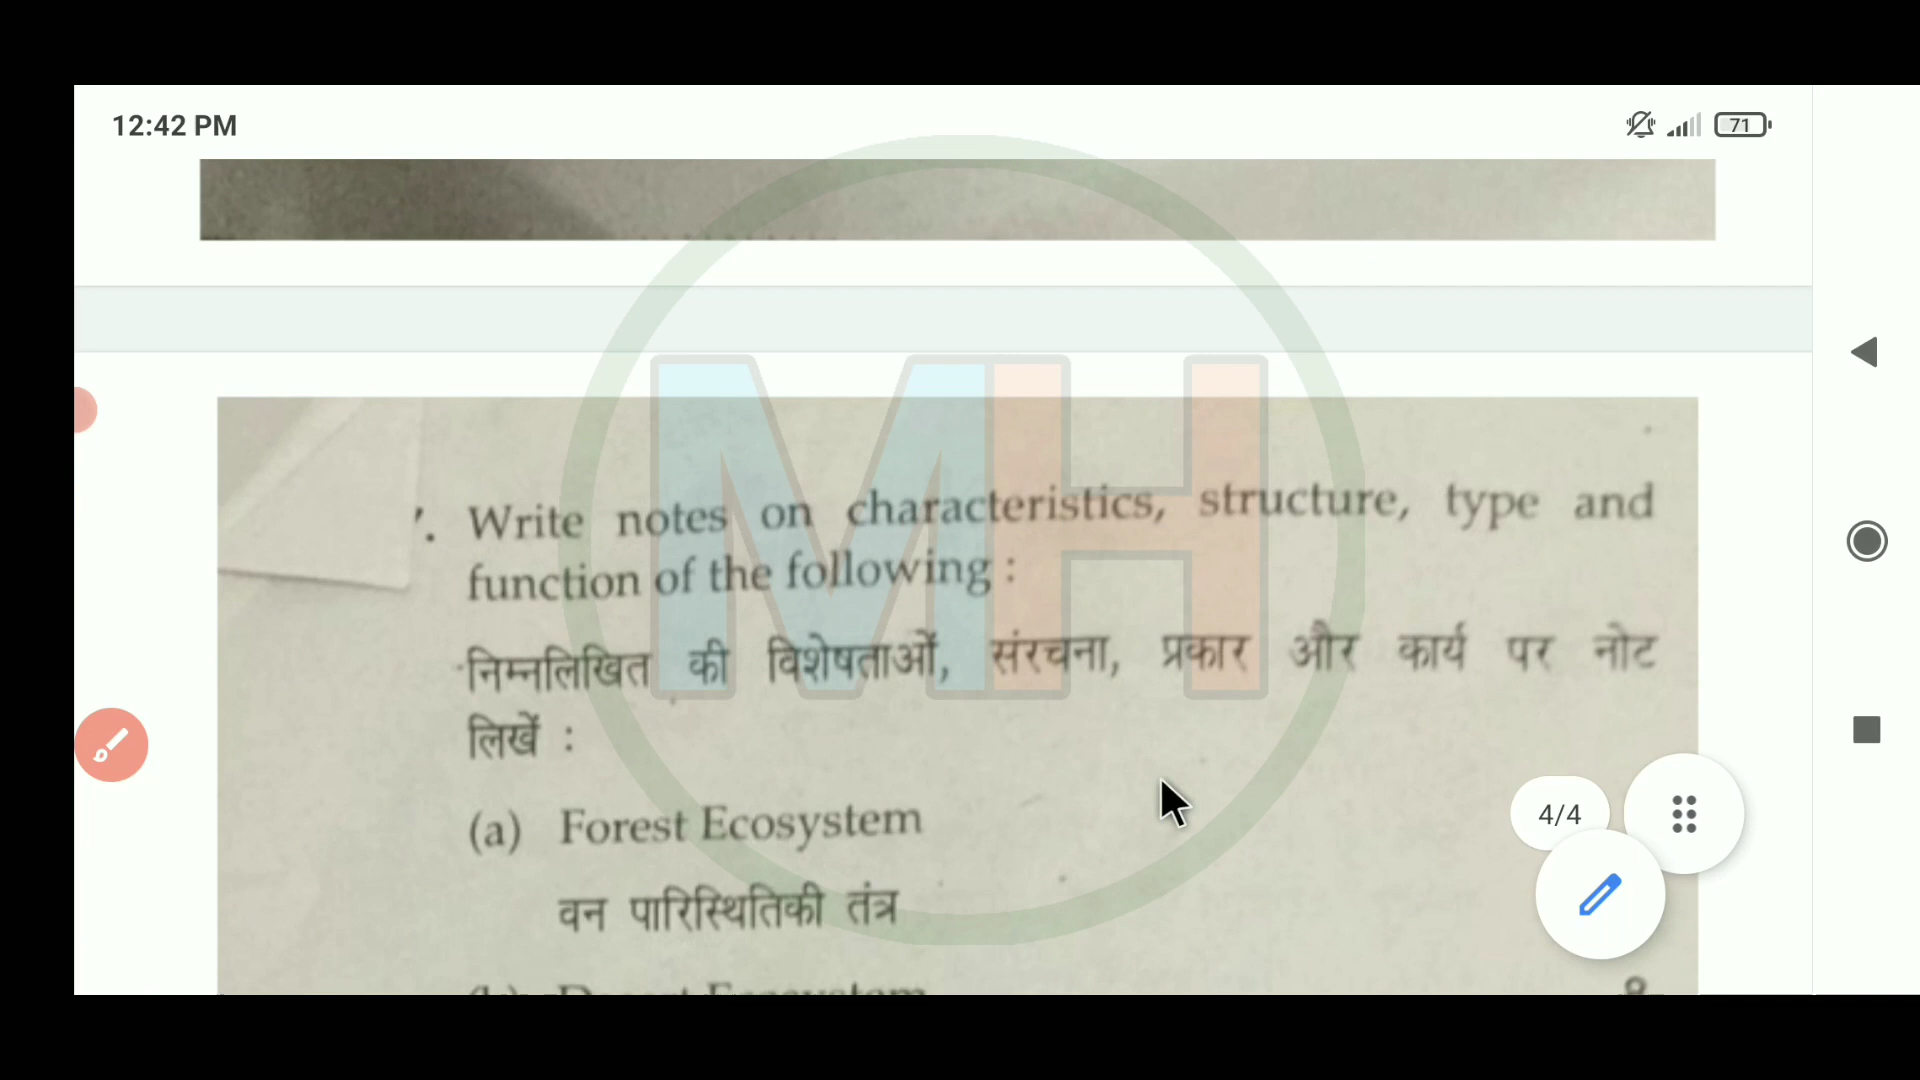 12:42 PM
71
MH
. Write notes on characteristics, structure, type and
function of the following :
निम्नलिखित की विशेषताओं, संरचना, प्रकार और कार्य पर नोट
लिखें :
(a) Forest Ecosystem
वन पारिस्थितिकी तंत्र
4/4